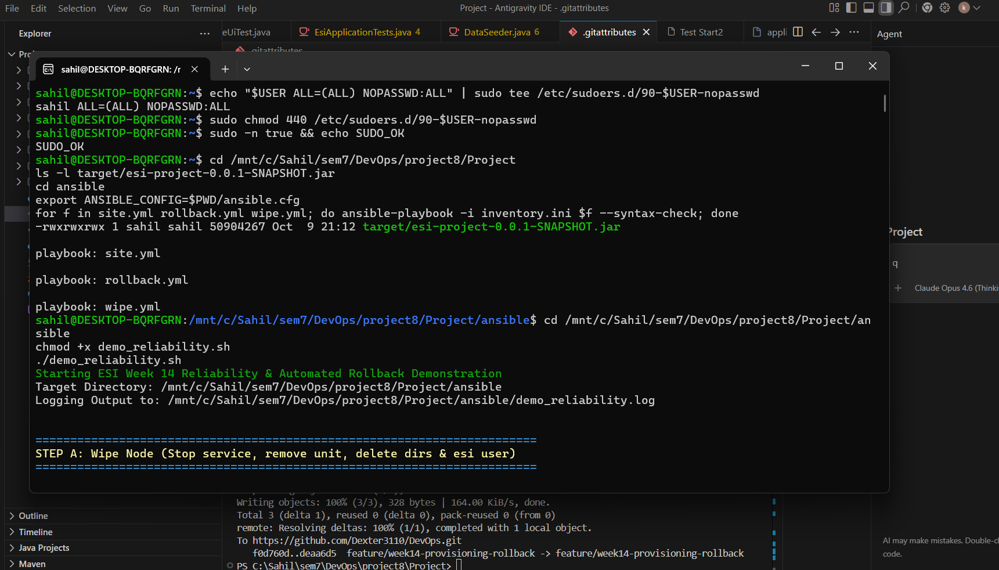 File Edit Selection View Go Run Terminal Help
Project - Antigravity IDE - .gitattributes
k
Explorer
eUiTest.java
EsiApplicationTests.java 4
DataSeeder.java 6
.gitattributes
Test Start2
appli
Agent
.gitattributes
sahil@DESKTOP-BQRFGRN: /r
sahil@DESKTOP-BQRFGRN:~$ echo "$USER ALL=(ALL) NOPASSWD:ALL" | sudo tee /etc/sudoers.d/90-$USER-nopasswd
sahil ALL=(ALL) NOPASSWD:ALL
sahil@DESKTOP-BQRFGRN:~$ sudo chmod 440 /etc/sudoers.d/90-$USER-nopasswd
sahil@DESKTOP-BQRFGRN:~$ sudo -n true && echo SUDO_OK
SUDO_OK
sahil@DESKTOP-BQRFGRN:~$ cd /mnt/c/Sahil/sem7/DevOps/project8/Project
ls -l target/esi-project-0.0.1-SNAPSHOT.jar
cd ansible
export ANSIBLE_CONFIG=$PWD/ansible.cfg
for f in site.yml rollback.yml wipe.yml; do ansible-playbook -i inventory.ini $f --syntax-check; done
-rwxrwxrwx 1 sahil sahil 50904267 Oct  9 21:12 target/esi-project-0.0.1-SNAPSHOT.jar
playbook: site.yml
playbook: rollback.yml
playbook: wipe.yml
sahil@DESKTOP-BQRFGRN:/mnt/c/Sahil/sem7/DevOps/project8/Project/ansible$ cd /mnt/c/Sahil/sem7/DevOps/project8/Project/an
sible
chmod +x demo_reliability.sh
./demo_reliability.sh
Starting ESI Week 14 Reliability & Automated Rollback Demonstration
Target Directory: /mnt/c/Sahil/sem7/DevOps/project8/Project/ansible
Logging Output to: /mnt/c/Sahil/sem7/DevOps/project8/Project/ansible/demo_reliability.log
========================================================================
STEP A: Wipe Node (Stop service, remove unit, delete dirs & esi user)
========================================================================
Project
q
Claude Opus 4.6 (Thinki
Writing objects: 100% (3/3), 328 bytes | 164.00 KiB/s, done.
Total 3 (delta 1), reused 0 (delta 0), pack-reused 0 (from 0)
remote: Resolving deltas: 100% (1/1), completed with 1 local object.
To https://github.com/Dexter3110/DevOps.git
f0d760d..deaa6d5  feature/week14-provisioning-rollback -> feature/week14-provisioning-rollback
PS C:\Sahil\sem7\DevOps\project8\Project>
Outline
Timeline
Java Projects
Maven
AI may make mistakes. Double-c
code.